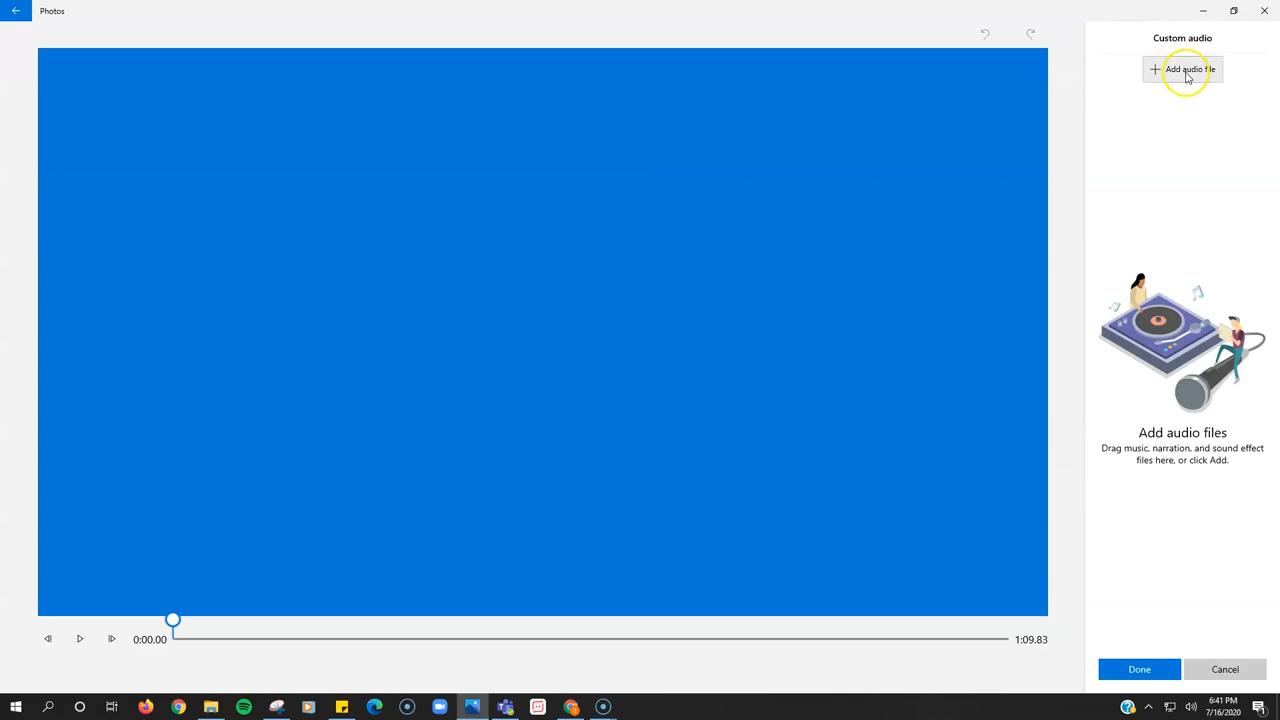 Photos
Custom audio
Add audio file
Add audio files
Drag music, narration, and sound effect
files here, or click Add.
0:00.00
1:09.83
Done
Cancel
6:41 PM
7/16/2020